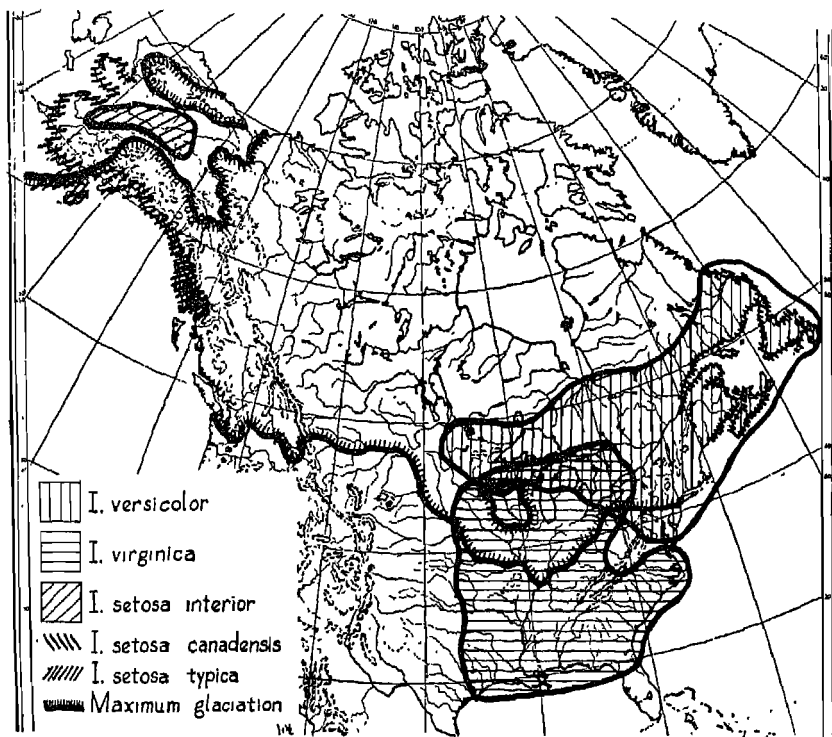 I. versicolor
I. virginica
I. setosa interior
I. setosa canadensis
I. setosa typica
Maximum glaciation